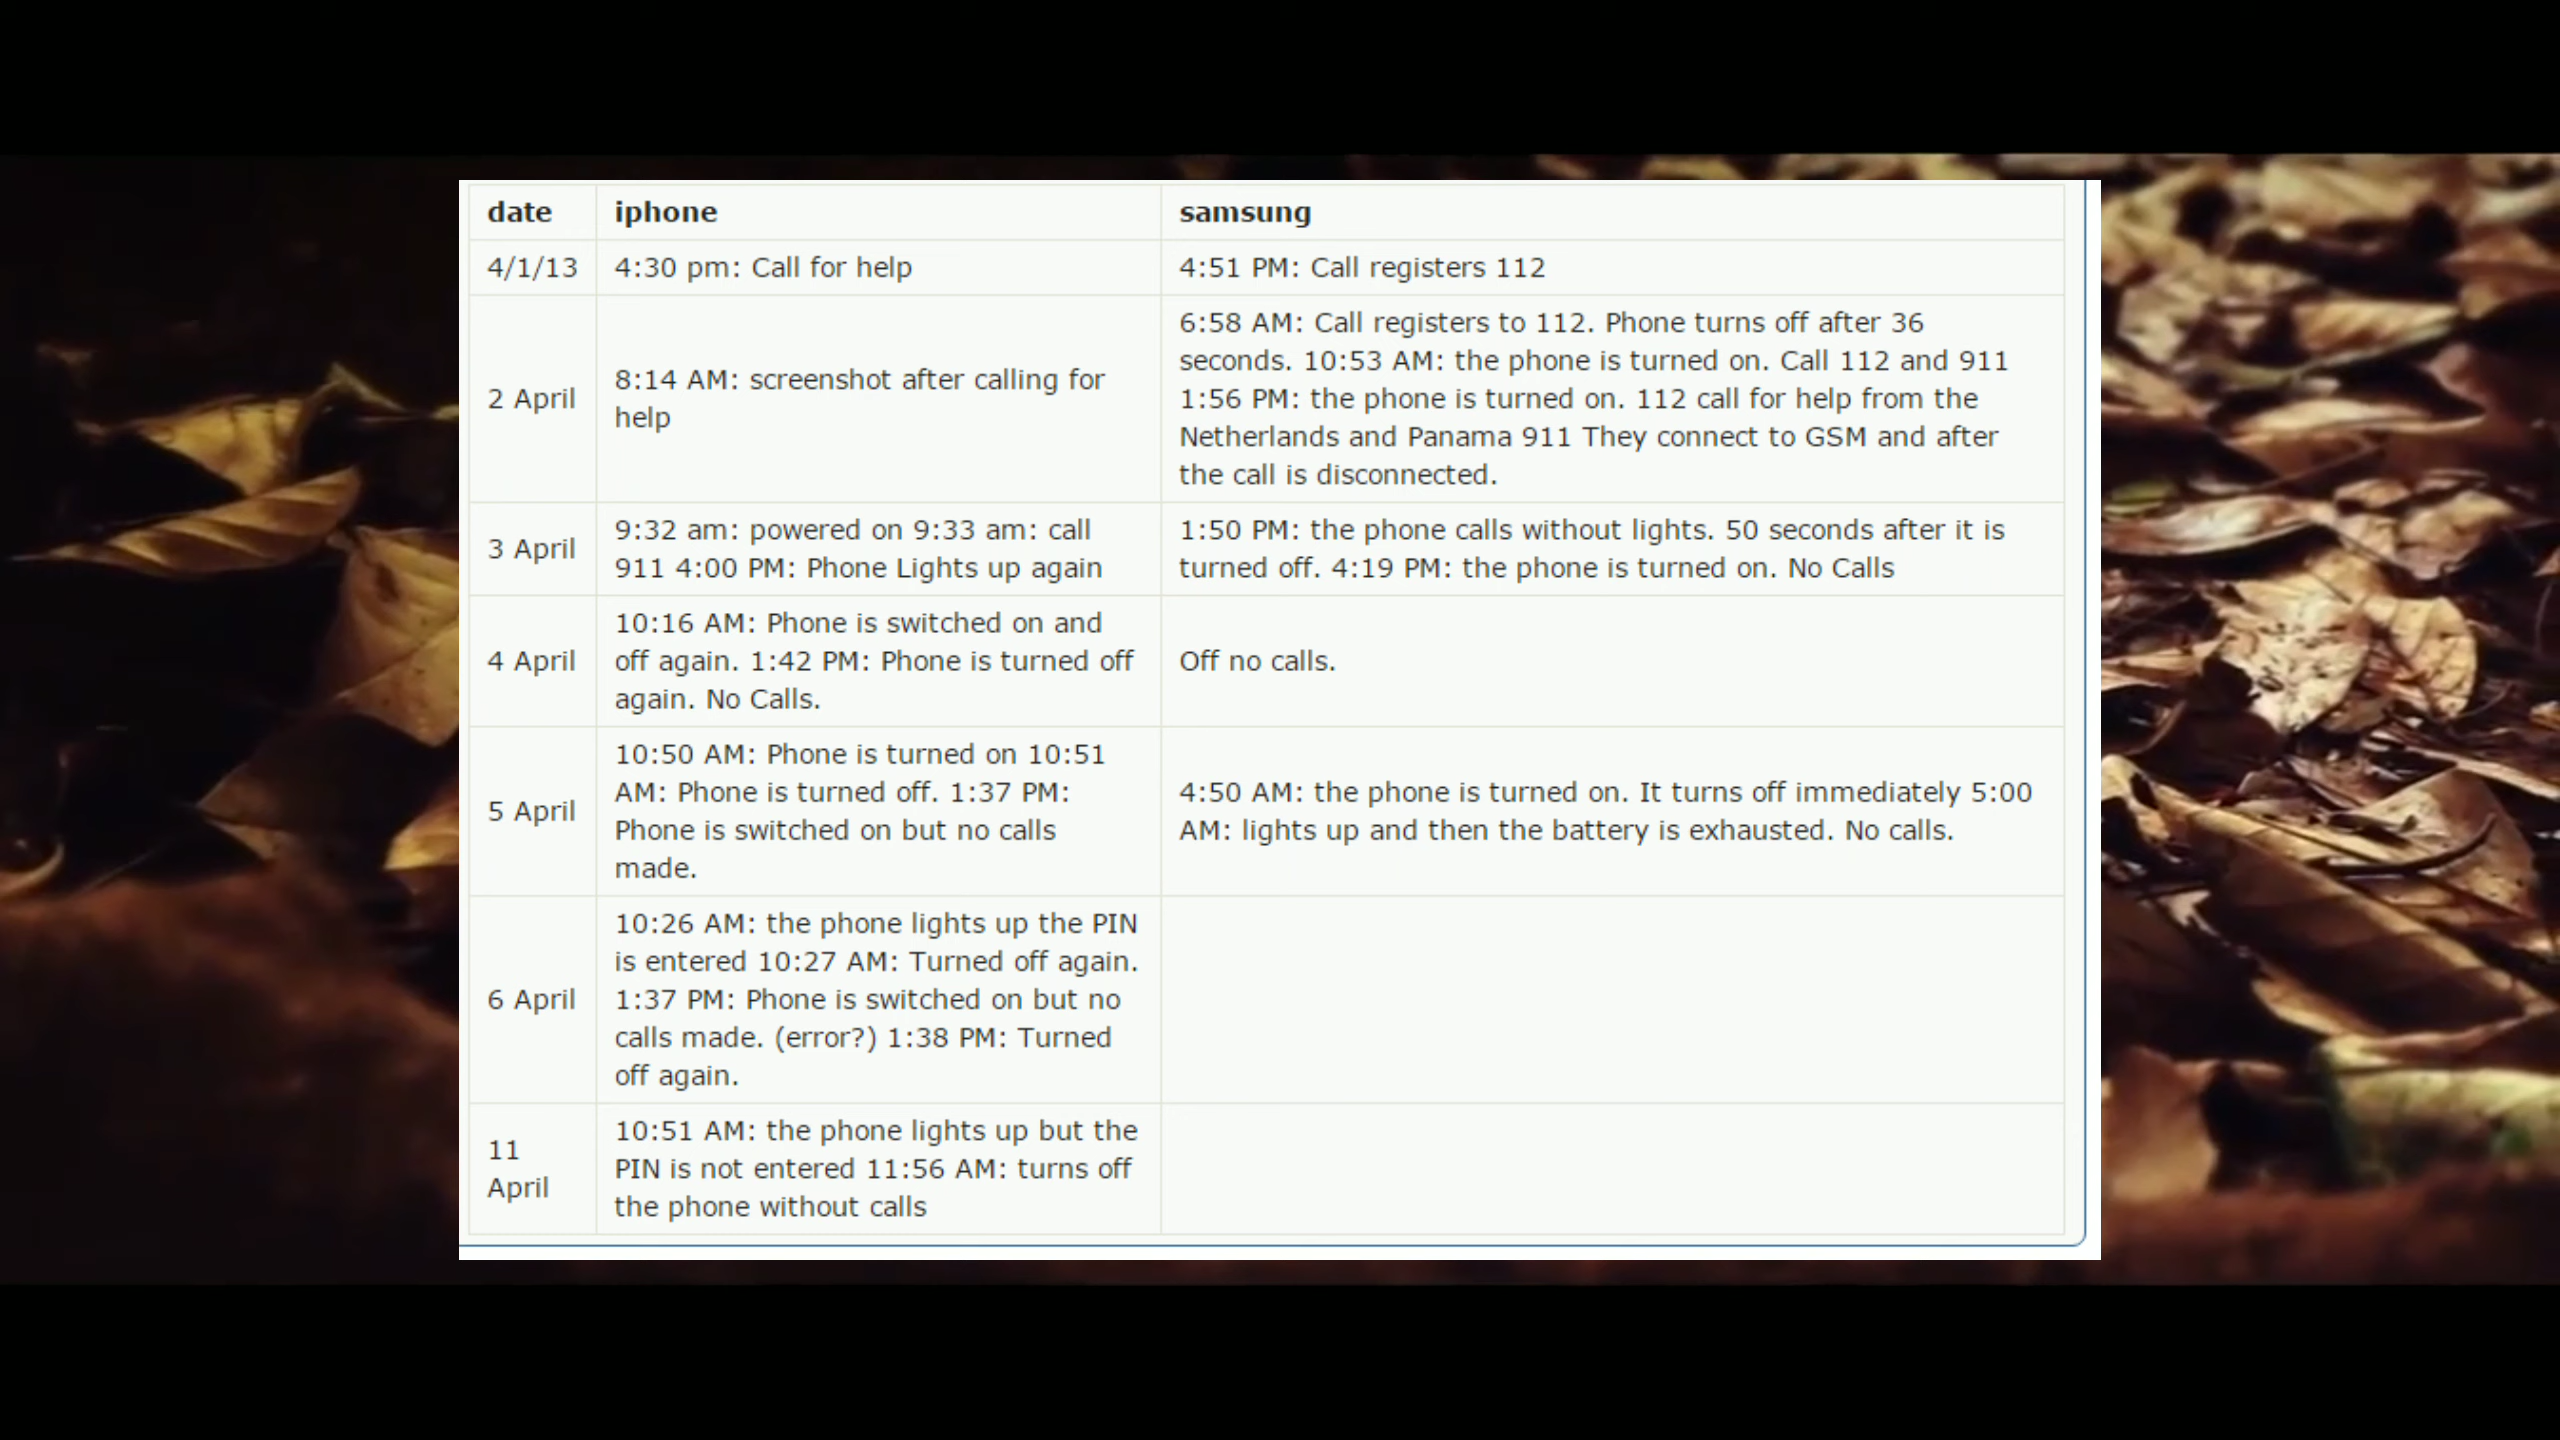 date iphone samsung
4/1/13 4:30 pm: Call for help 4:51 PM: Call registers 112
2 April
8:14 AM: screenshot after calling for
help
6:58 AM: Call registers to 112. Phone turns off after 36
seconds. 10:53 AM: the phone is turned on. Call 112 and 911
1:56 PM: the phone is turned on. 112 call for help from the
Netherlands and Panama 911 They connect to GSM and after
the call is disconnected.
3 April
9:32 am: powered on 9:33 am: call
911 4:00 PM: Phone Lights up again
1:50 PM: the phone calls without lights. 50 seconds after it is
turned off. 4:19 PM: the phone is turned on. No Calls
4 April
10:16 AM: Phone is switched on and
off again. 1:42 PM: Phone is turned off
again. No Calls.
Off no calls.
5 April
10:50 AM: Phone is turned on 10:51
AM: Phone is turned off. 1:37 PM:
Phone is switched on but no calls
made.
4:50 AM: the phone is turned on. It turns off immediately 5:00
AM: lights up and then the battery is exhausted. No calls.
6 April
10:26 AM: the phone lights up the PIN
is entered 10:27 AM: Turned off again.
1:37 PM: Phone is switched on but no
calls made. (error?) 1:38 PM: Turned
off again.
11
April
10:51 AM: the phone lights up but the
PIN is not entered 11:56 AM: turns off
the phone without calls